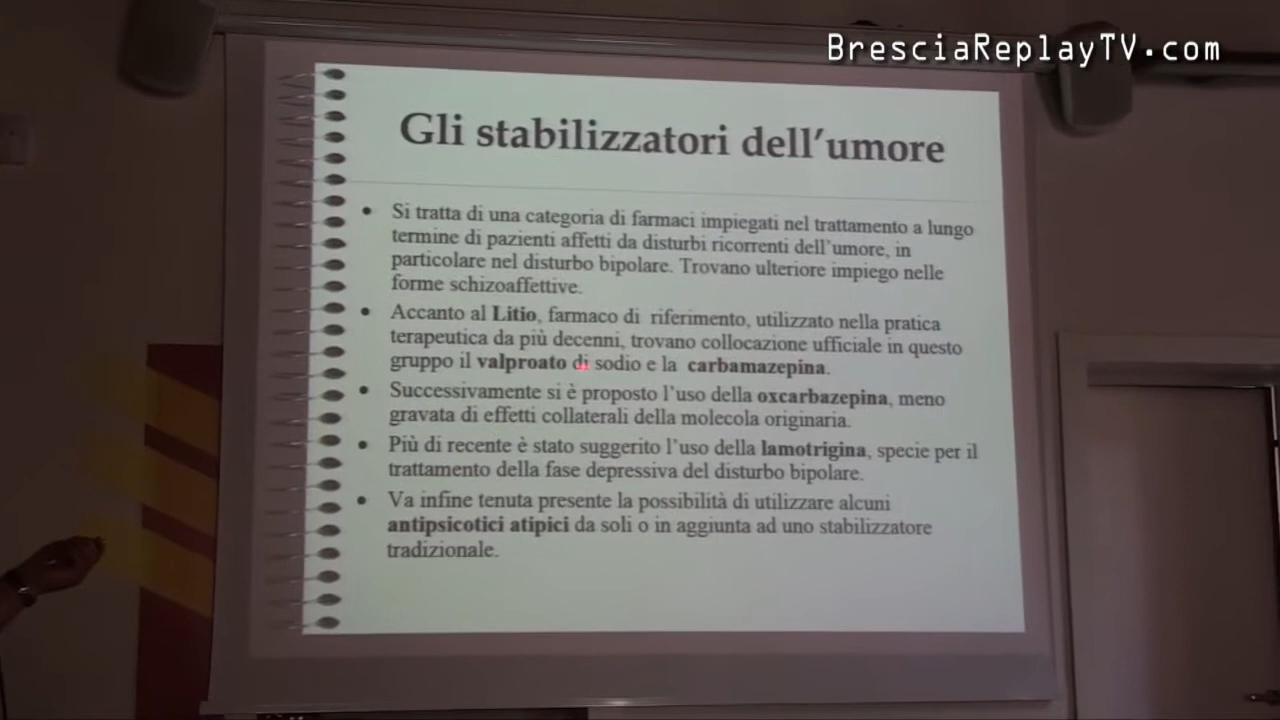 BresciaReplayTV.com
Gli stabilizzatori dell'umore
• Si tratta di una categoria di farmaci impiegati nel trattamento a lungo
termine di pazienti affetti da disturbi ricorrenti dell'umore, in
particolare nel disturbo bipolare. Trovano ulteriore impiego nelle
forme schizoaffettive.
• Accanto al Litio, farmaco di riferimento, utilizzato nella pratica
terapeutica da più decenni, trovano collocazione ufficiale in questo
gruppo il valproato di sodio e la carbamazepina.
• Successivamente si è proposto l'uso della oxcarbazepina, meno
gravata di effetti collaterali della molecola originaria.
• Più di recente è stato suggerito l'uso della lamotrigina, specie per il
trattamento della fase depressiva del disturbo bipolare.
• Va infine tenuta presente la possibilità di utilizzare alcuni
antipsicotici atipici da soli o in aggiunta ad uno stabilizzatore
tradizionale.